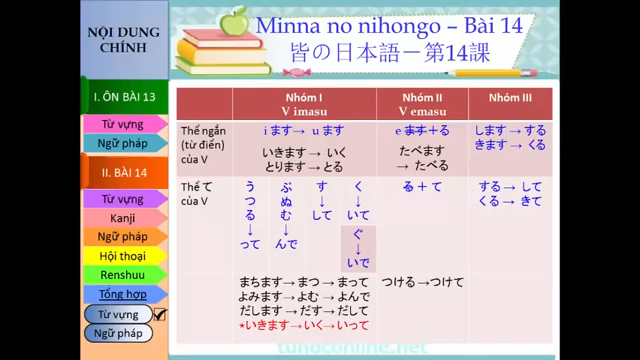 NỘI DUNG
CHÍNH
Minna no nihongo – Bài 14
皆の日本語－第14課
I. ÔN BÀI 13
Từ vựng
Ngữ pháp
II. BÀI 14
Từ vựng
Kanji
Ngữ pháp
Hội thoại
Renshuu
Tổng hợp
Từ vựng
Ngữ pháp
Nhóm I
V imasu
Nhóm II
V emasu
Nhóm III
Thể ngắn
(từ điển)
của V
i ます→ u ます
いきます→ いく
とります→ とる
e ます+る
たべます
→ たべる
します→ する
きます→ くる
Thể て
của V
う ぶ す く
つ ぬ ↓ ↓
る む して いて
↓ ↓ ぐ
って んで ↓
いで
る + て
する→ して
くる→ きて
まちます→ まつ→ まって
よみます→ よむ→ よんで
だします→ だす→ だして
*いきます→ いく→ いって
つける→つけて